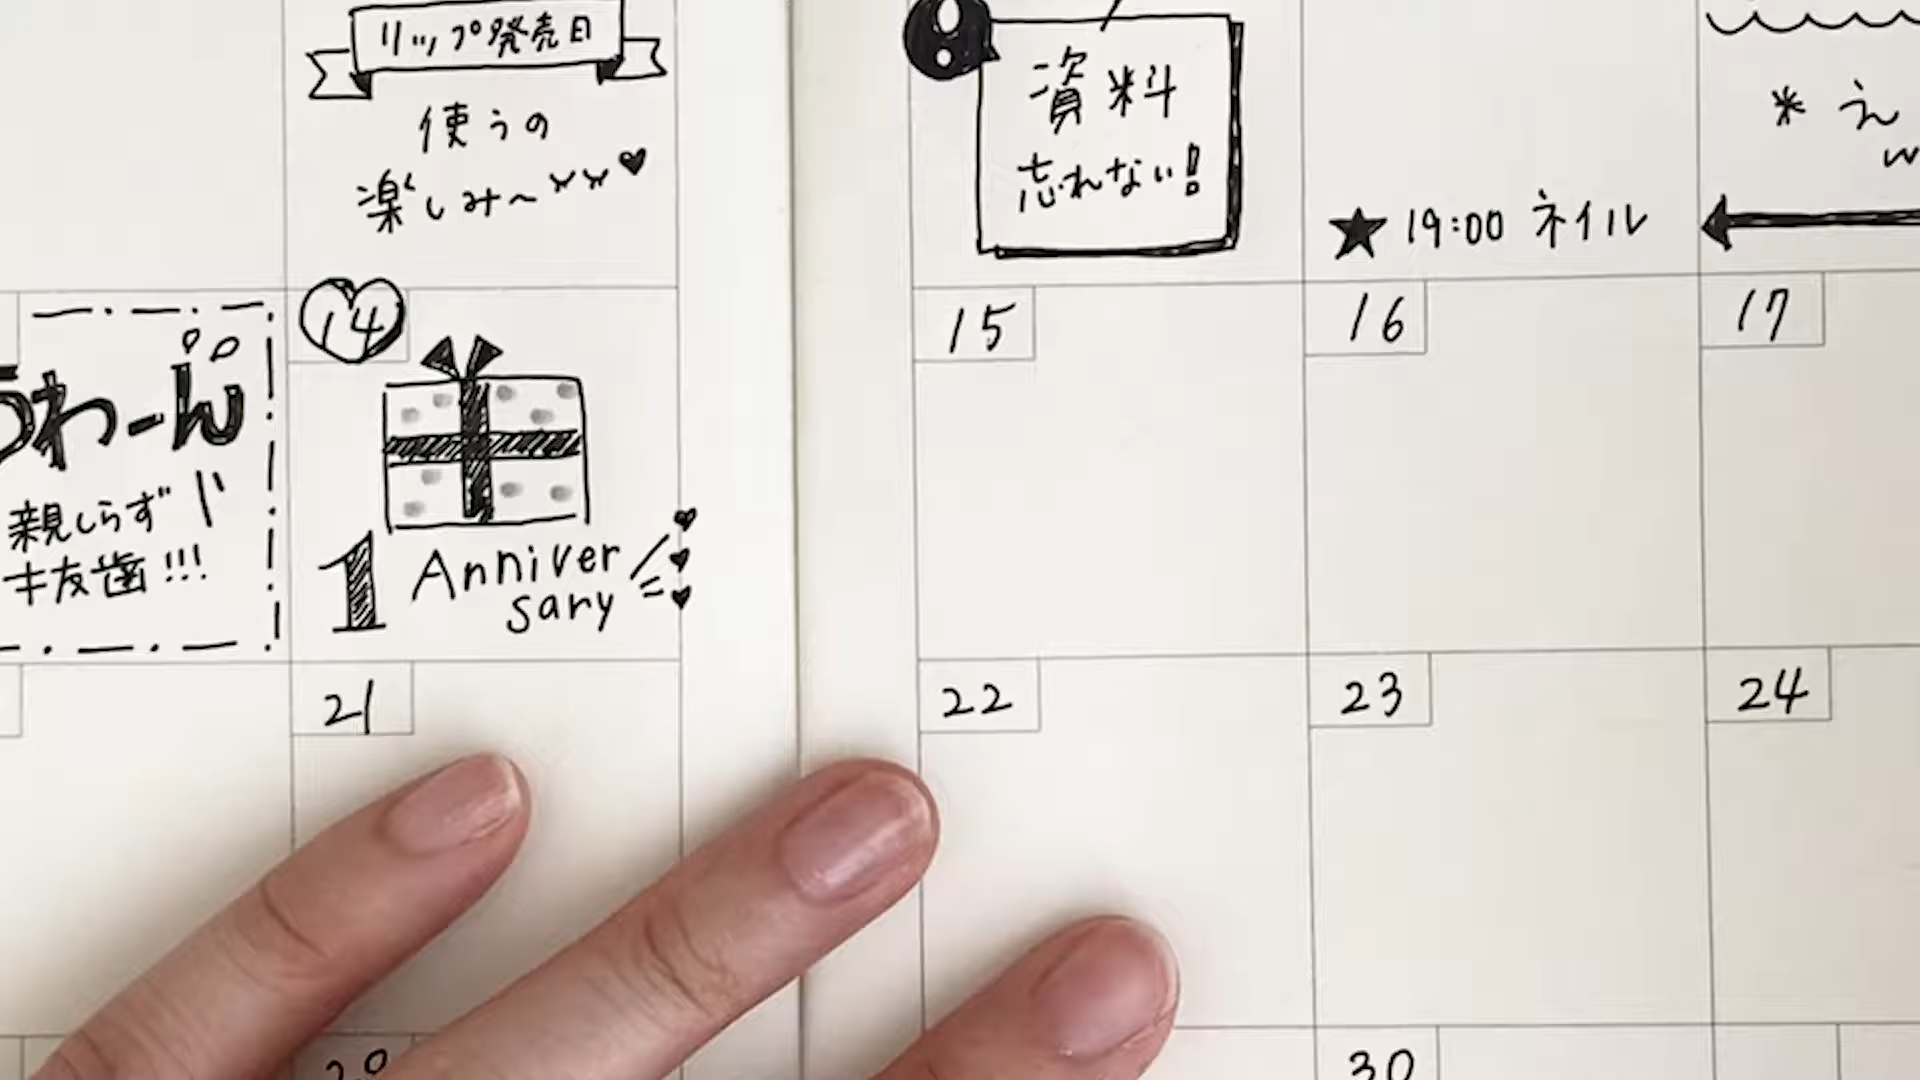 リップ発売日
使うの
楽しみ～
資料
忘れない!
* え
★19:00 ネイル
14
うわーん
親しらず
抜歯!!!
1 Anniver
sary
15
16
17
21
22
23
24
30